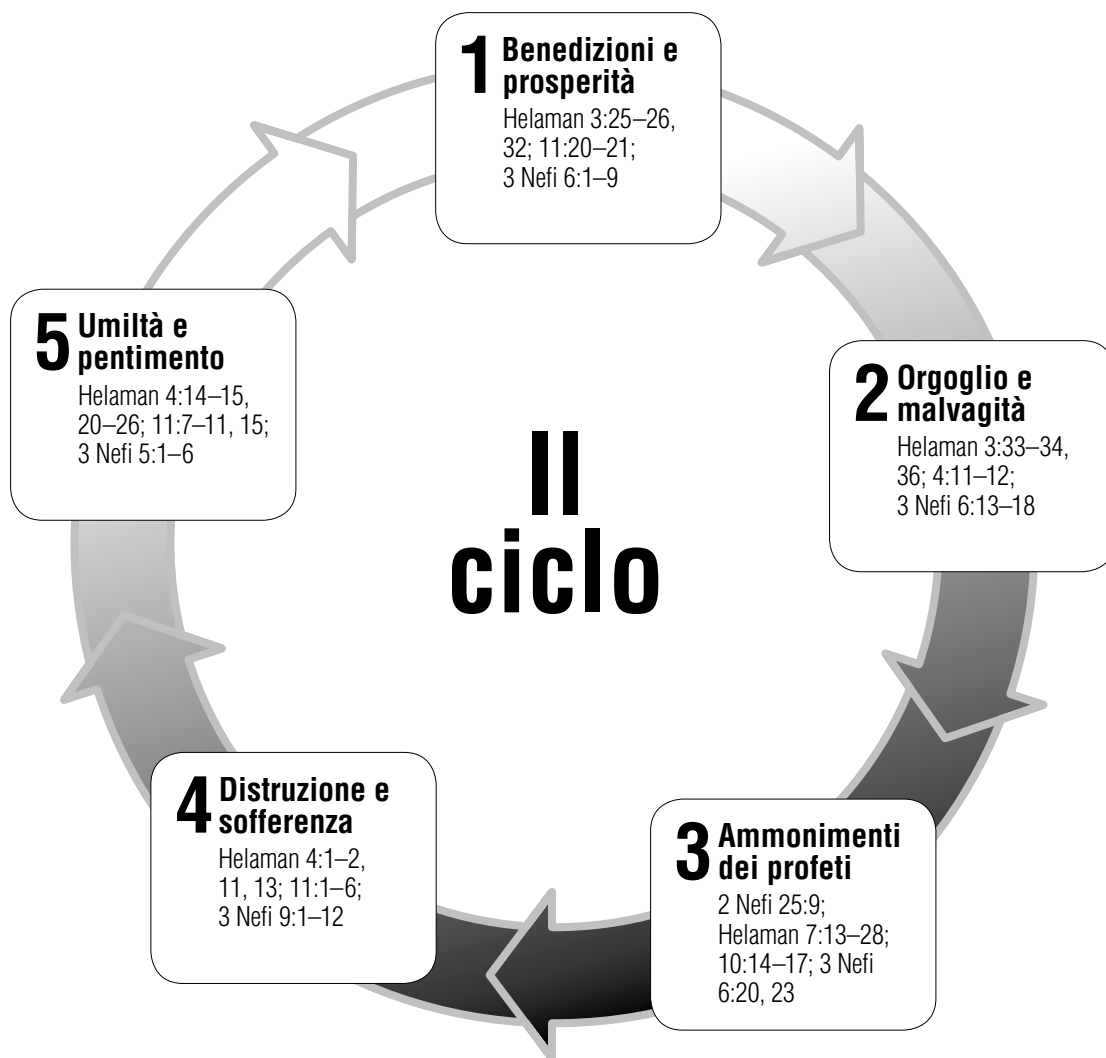 1 Benedizioni e
prosperità
Helaman 3:25–26,
32; 11:20–21;
3 Nefi 6:1–9
2 Orgoglio e
malvagità
Helaman 3:33–34,
36; 4:11–12;
3 Nefi 6:13–18
3 Ammonimenti
dei profeti
2 Nefi 25:9;
Helaman 7:13–28;
10:14–17; 3 Nefi
6:20, 23
4 Distruzione e
sofferenza
Helaman 4:1–2,
11, 13; 11:1–6;
3 Nefi 9:1–12
5 Umiltà e
pentimento
Helaman 4:14–15,
20–26; 11:7–11, 15;
3 Nefi 5:1–6
Il
ciclo